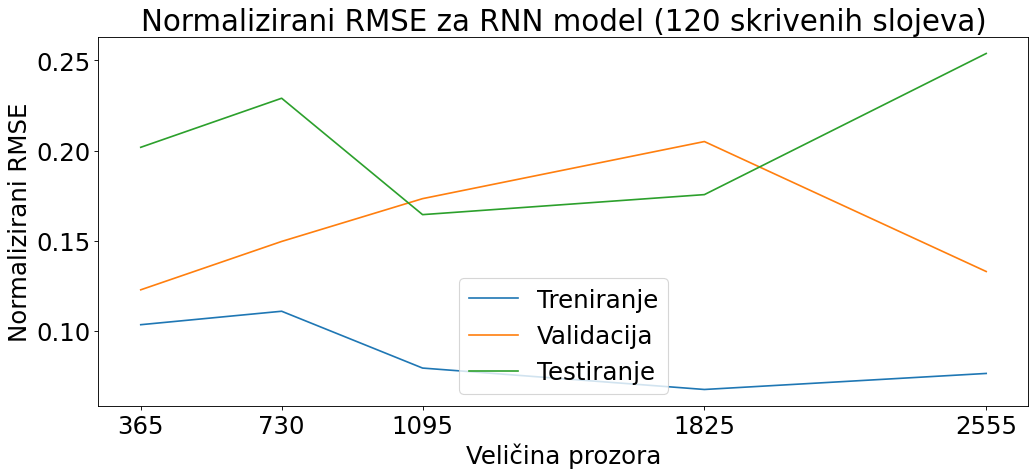 Normalizirani RMSE za RNN model (120 skrivenih slojeva)
Normalizirani RMSE
0.25
0.20
0.15
0.10
Treniranje
Validacija
Testiranje
365 730 1095 1825 2555
Veličina prozora